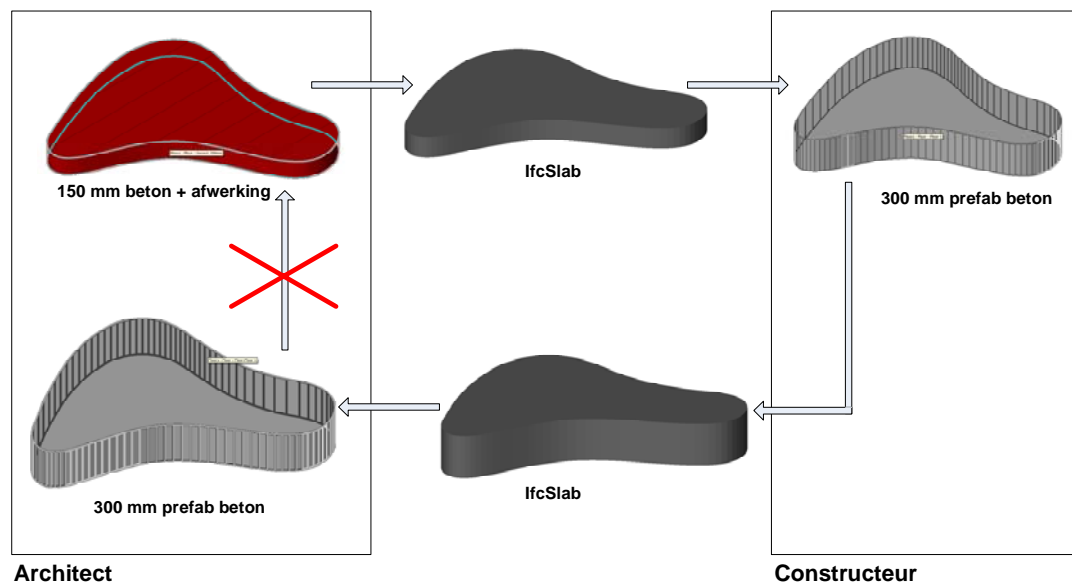 IfcSlab
150 mm beton + afwerking
300 mm prefab beton
300 mm prefab beton
IfcSlab
Architect
Constructeur